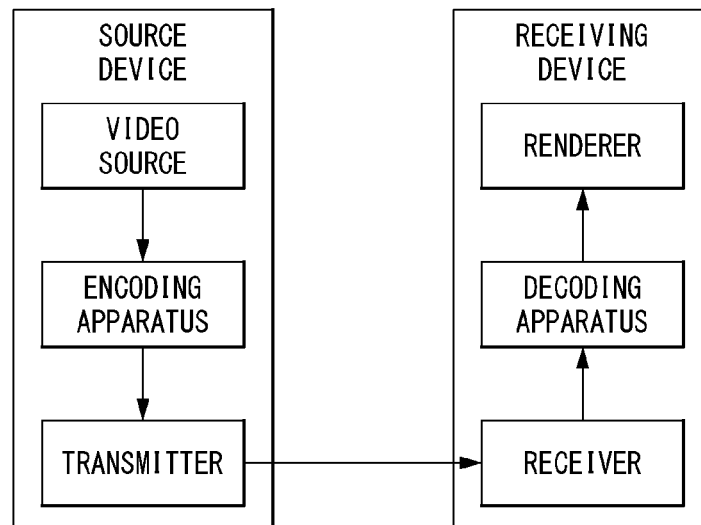 SOURCE
DEVICE
VIDEO
SOURCE
ENCODING
APPARATUS
TRANSMITTER
RECEIVING
DEVICE
RENDERER
DECODING
APPARATUS
RECEIVER